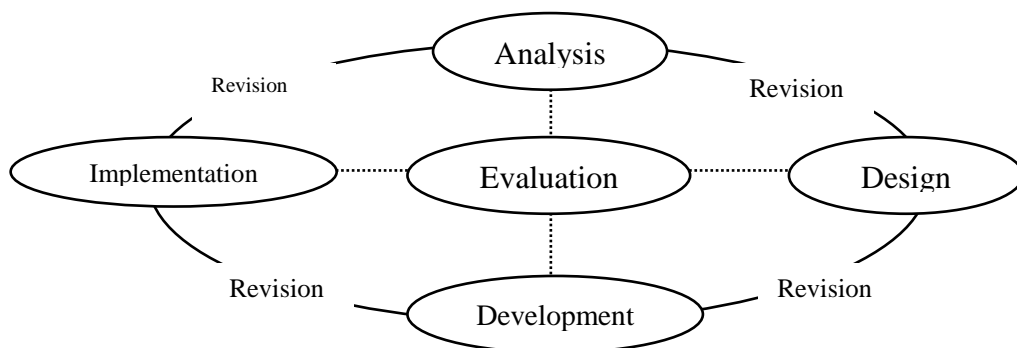 Analysis
Revision
Revision
Implementation
Evaluation
Design
Revision
Revision
Development